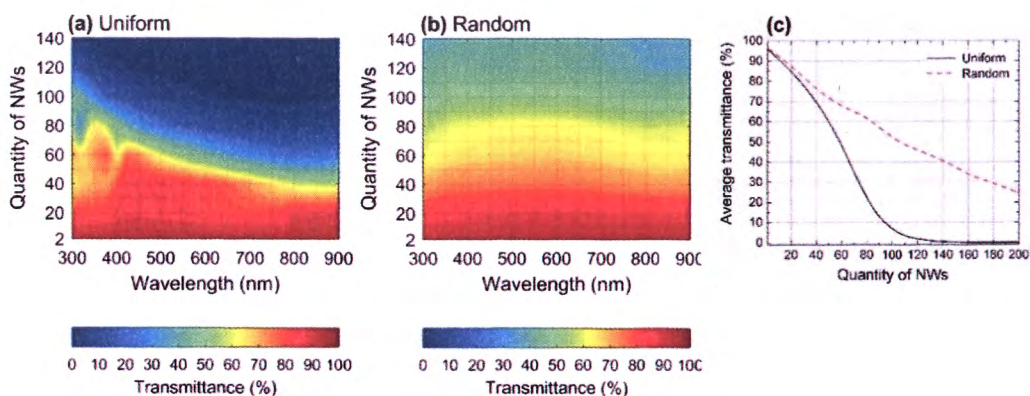 (a) Uniform
140
120
100
80
60
40
20
2
Quantity of NWs
300 400 500 600 700 800 900
Wavelength (nm)
0 10 20 30 40 50 60 70 80 90 100
Transmittance (%)
(b) Random
140
120
100
80
60
40
20
2
Quantity of NWs
300 400 500 600 700 800 900
Wavelength (nm)
0 10 20 30 40 50 60 70 80 90 100
Transmittance (%)
(c)
100
90
80
70
60
50
40
30
20
10
0
Average transmittance (%)
Uniform
Random
20 40 60 80 100 120 140 160 180 200
Quantity of NWs